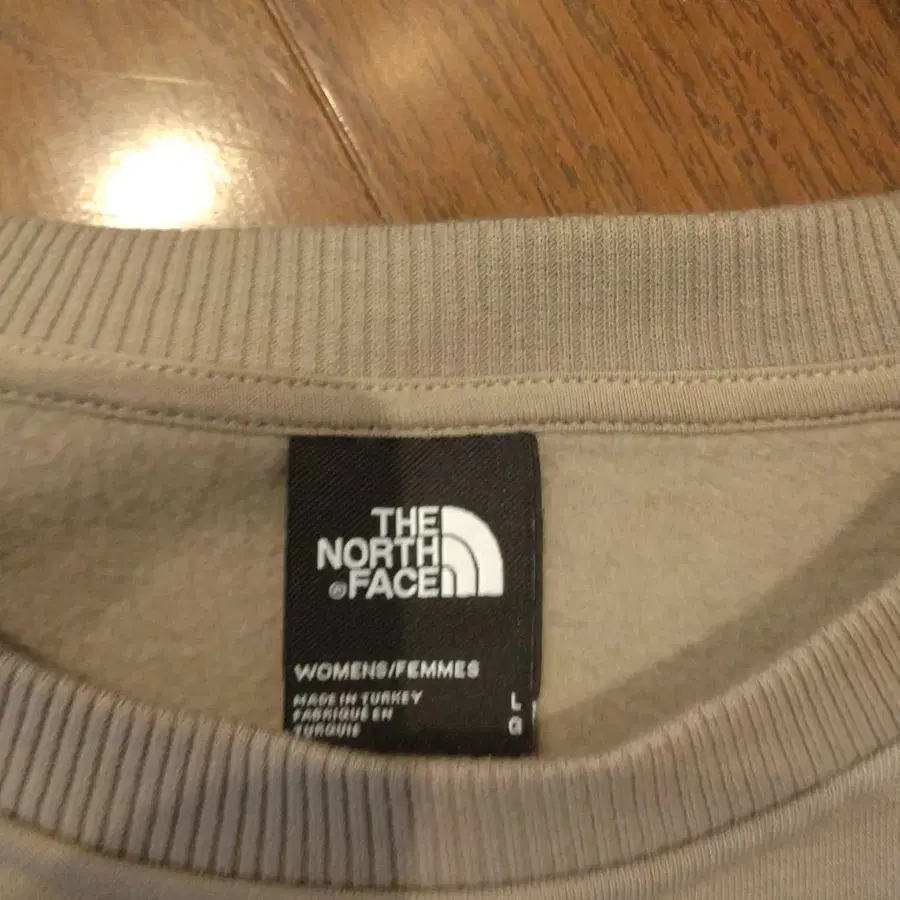 THE
NORTH
®FACE
WOMENS/FEMMES
MADE IN TURKEY
FABRIQUÉ EN
TURQUIE
L
G